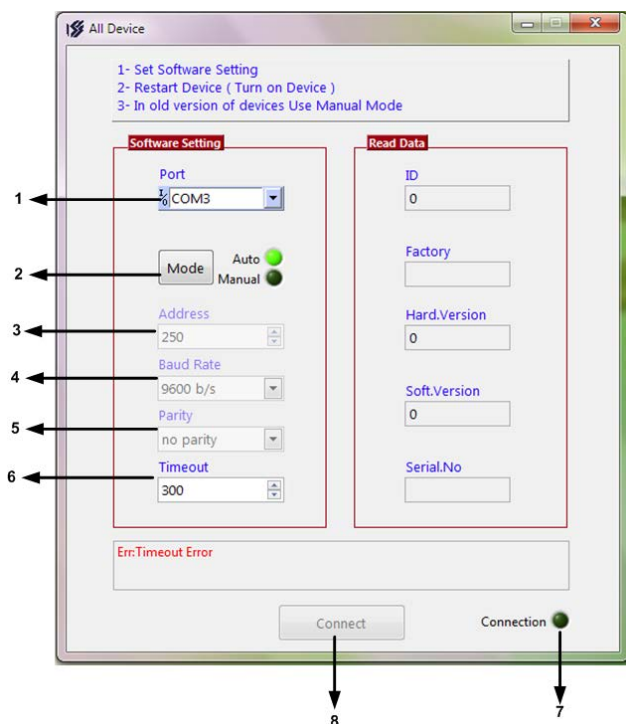 All Device
1- Set Software Setting
2- Restart Device ( Turn on Device )
3- In old version of devices Use Manual Mode
Software Setting
Port
I/O COM3
Mode
Auto
Manual
Address
250
Baud Rate
9600 b/s
Parity
no parity
Timeout
300
Read Data
ID
0
Factory
Hard.Version
0
Soft.Version
0
Serial.No
Err:Timeout Error
Connect
Connection
1
2
3
4
5
6
7
8